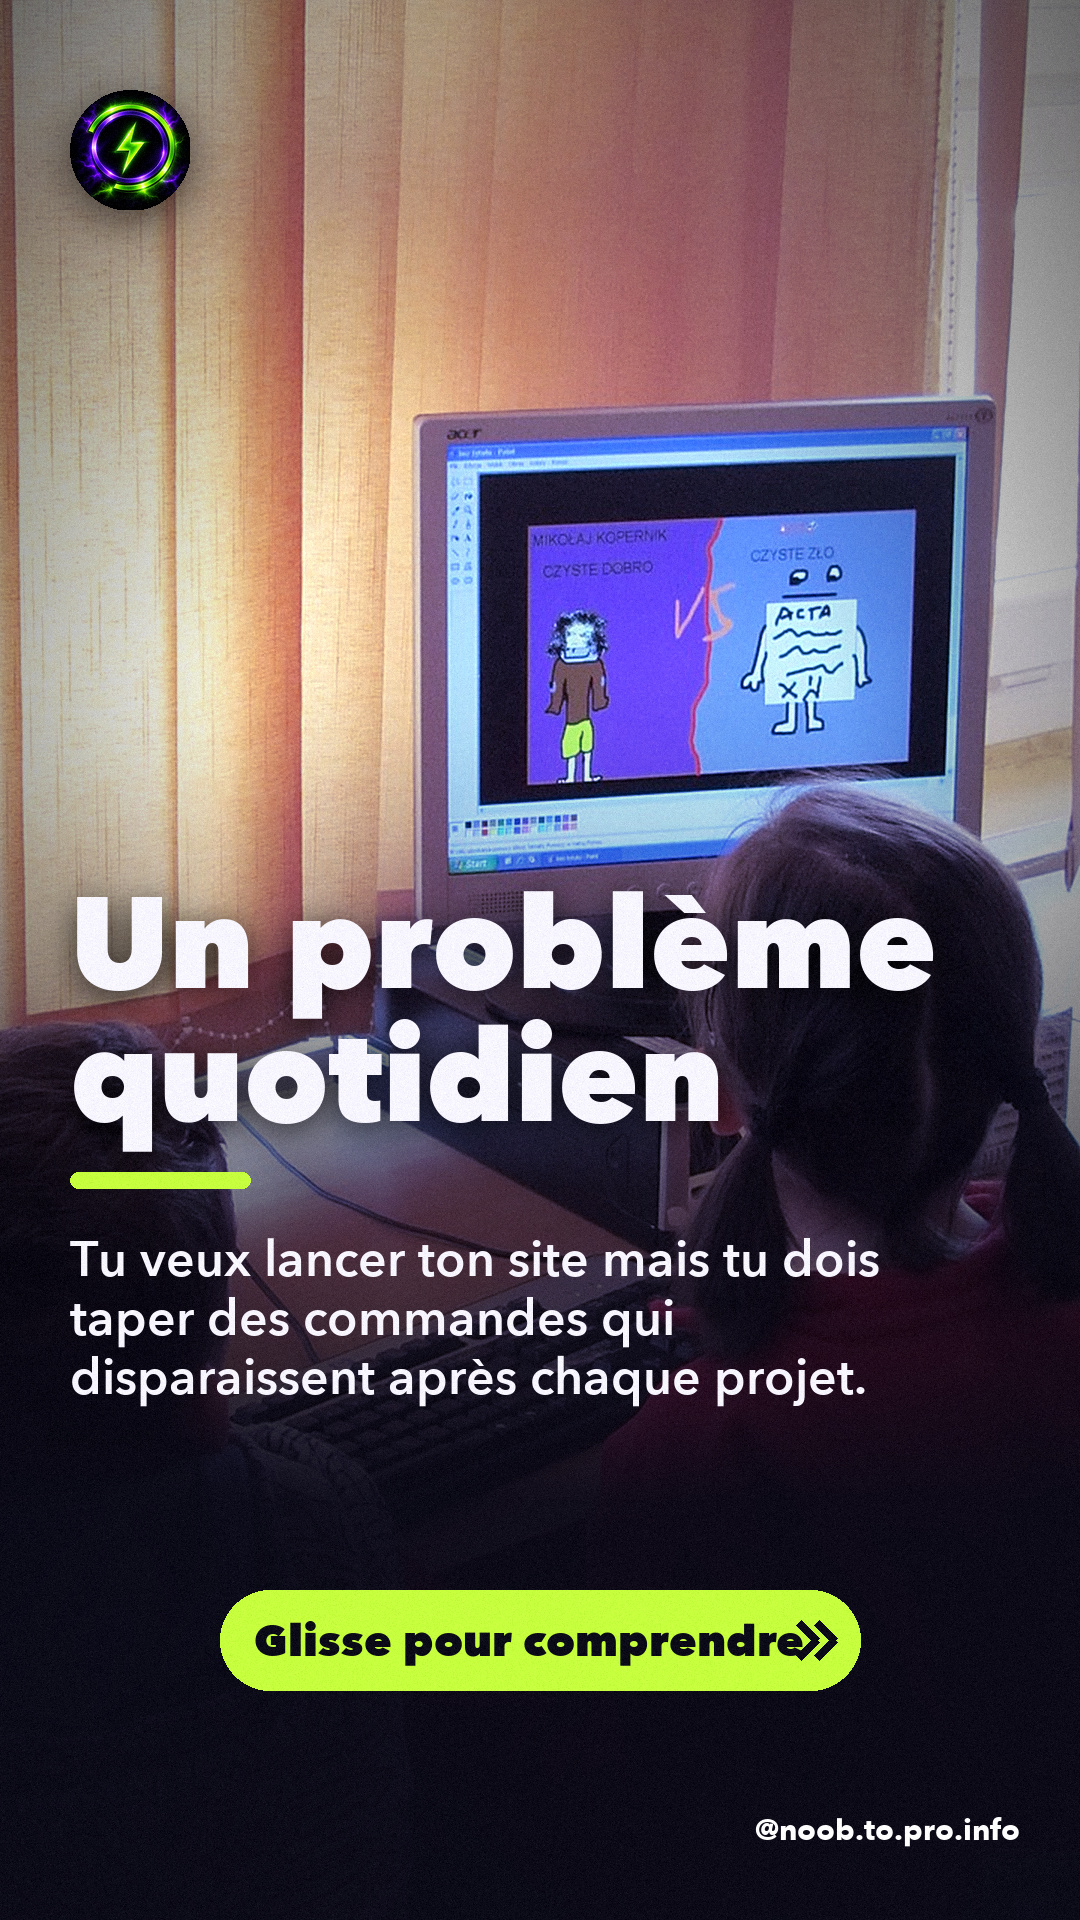 acer
MIKOŁAJ KOPERNIK
CZYSTE DOBRO
VS
CZYSTE ZŁO
ACTA
Start
Un problème
quotidien
Tu veux lancer ton site mais tu dois
taper des commandes qui
disparaissent après chaque projet.
Glisse pour comprendre
@noob.to.pro.info